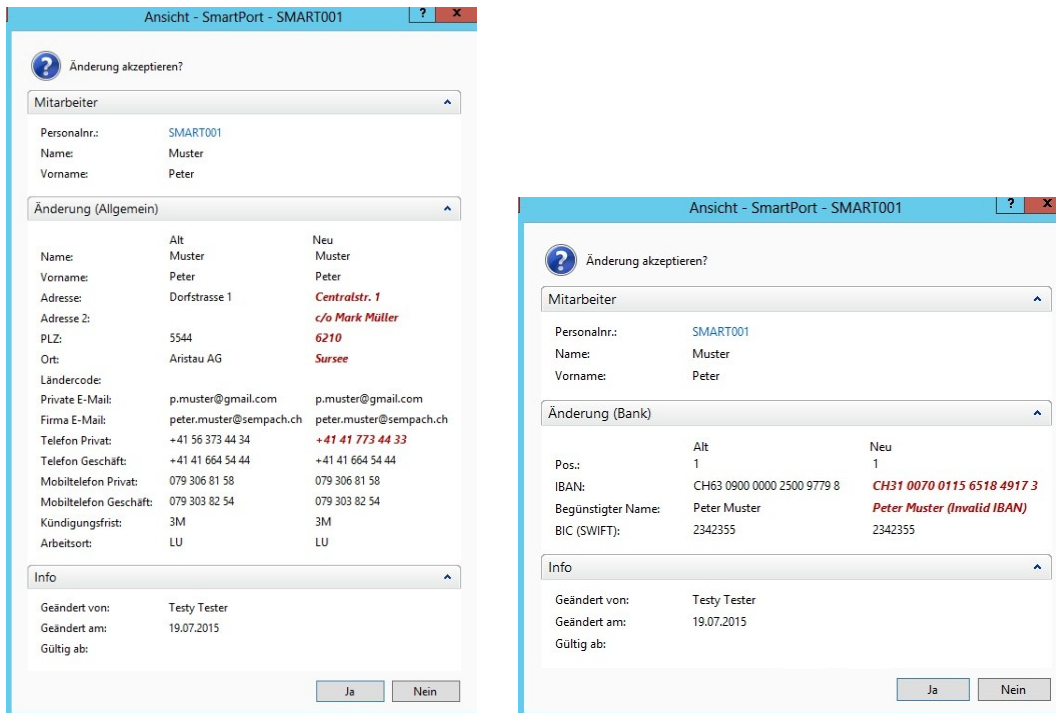 Ansicht - SmartPort - SMART001
? x
Änderung akzeptieren?
Mitarbeiter
Personalnr.: SMART001
Name: Muster
Vorname: Peter
Änderung (Allgemein)
Alt Neu
Name: Muster Muster
Vorname: Peter Peter
Adresse: Dorfstrasse 1 Centralstr. 1
Adresse 2: c/o Mark Müller
PLZ: 5544 6210
Ort: Aristau AG Sursee
Ländercode:
Private E-Mail: p.muster@gmail.com p.muster@gmail.com
Firma E-Mail: peter.muster@sempach.ch peter.muster@sempach.ch
Telefon Privat: +41 56 373 44 34 +41 41 773 44 33
Telefon Geschäft: +41 41 664 54 44 +41 41 664 54 44
Mobiltelefon Privat: 079 306 81 58 079 306 81 58
Mobiltelefon Geschäft: 079 303 82 54 079 303 82 54
Kündigungsfrist: 3M 3M
Arbeitsort: LU LU
Info
Geändert von: Testy Tester
Geändert am: 19.07.2015
Gültig ab:
Ja Nein
Ansicht - SmartPort - SMART001
? x
Änderung akzeptieren?
Mitarbeiter
Personalnr.: SMART001
Name: Muster
Vorname: Peter
Änderung (Bank)
Alt Neu
Pos.: 1 1
IBAN: CH63 0900 0000 2500 9779 8 CH31 0070 0115 6518 4917 3
Begünstigter Name: Peter Muster Peter Muster (Invalid IBAN)
BIC (SWIFT): 2342355 2342355
Info
Geändert von: Testy Tester
Geändert am: 19.07.2015
Gültig ab:
Ja Nein